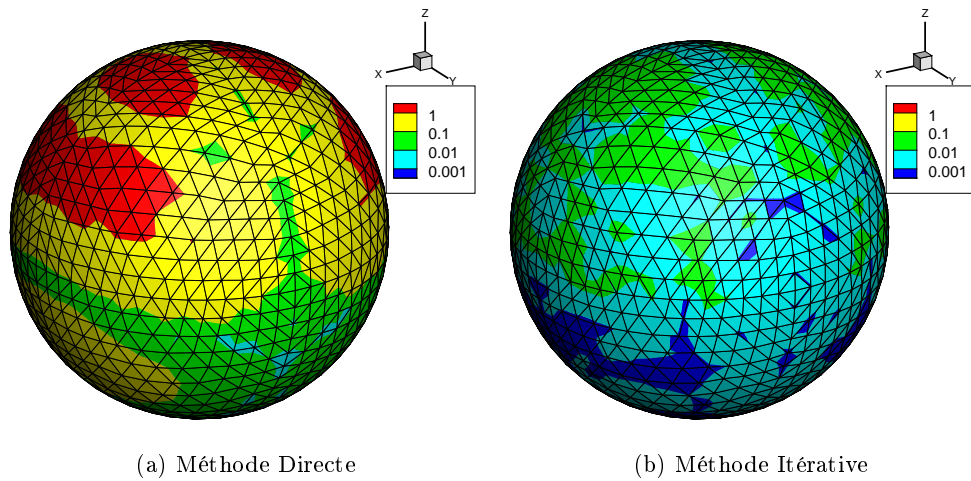 Z
X
Y
1
0.1
0.01
0.001
Z
X
Y
1
0.1
0.01
0.001
(a) Méthode Directe
(b) Méthode Itérative